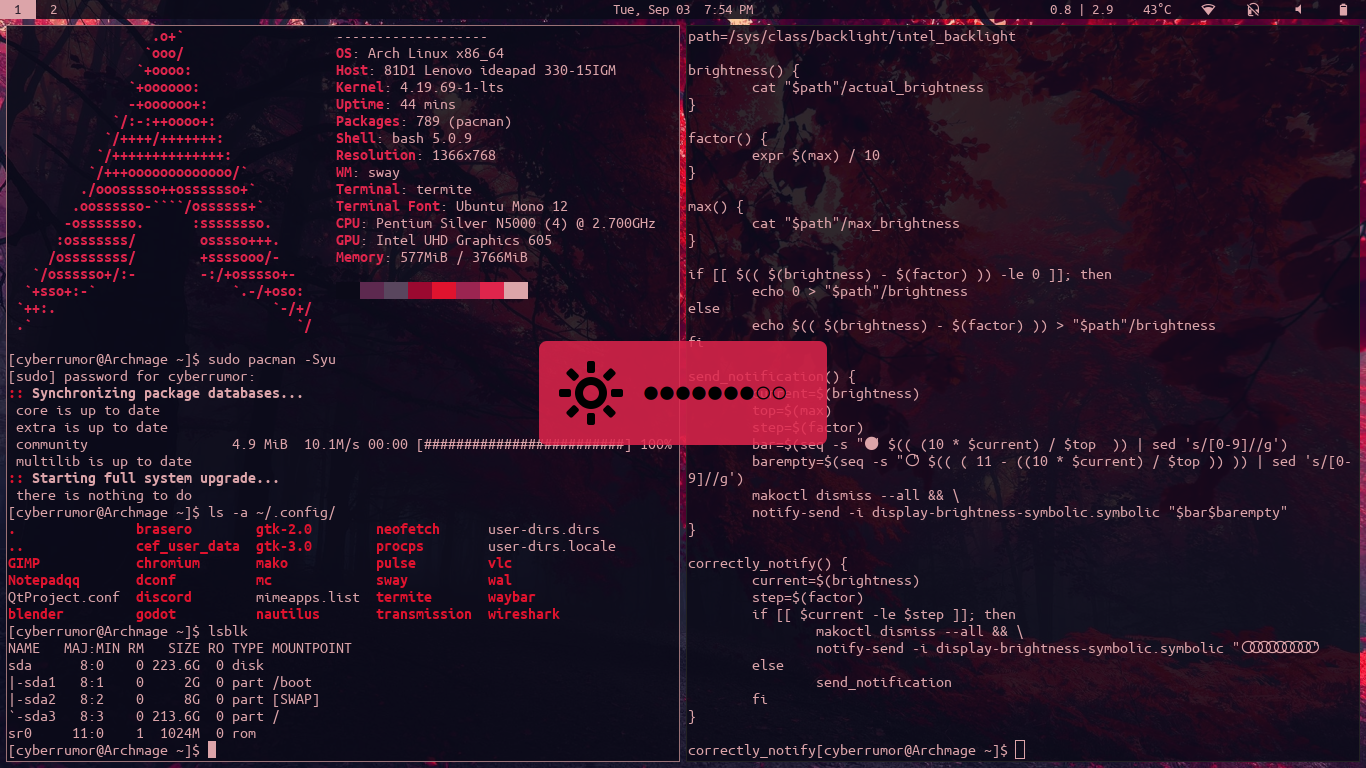 1 2 Tue, Sep 03 7:54 PM 0.8 | 2.9 43°C
.o+` -------------------
`ooo/ OS: Arch Linux x86_64
`+oooo: Host: 81D1 Lenovo ideapad 330-15IGM
`+oooooo: Kernel: 4.19.69-1-lts
-+oooooo+: Uptime: 44 mins
`/:-:++oooo+: Packages: 789 (pacman)
`/++++/+++++++: Shell: bash 5.0.9
`/++++++++++++++: Resolution: 1366x768
`/+++ooooooooooooo/` WM: sway
./ooosssso++osssssso+` Terminal: termite
.oossssso-````/ossssss+` Terminal Font: Ubuntu Mono 12
-osssssso. :ssssssso. CPU: Pentium Silver N5000 (4) @ 2.700GHz
:osssssss/ osssso+++. GPU: Intel UHD Graphics 605
/ossssssss/ +ssssooo/- Memory: 577MiB / 3766MiB
`/ossssso+/:- -:/+osssso+-
`+sso+:-` `.-/+oso:
`++:. `-/+/
.` `/
[cyberrumor@Archmage ~]$ sudo pacman -Syu
[sudo] password for cyberrumor:
:: Synchronizing package databases...
core is up to date
extra is up to date
community 4.9 MiB 10.1M/s 00:00 [#########################] 100%
multilib is up to date
:: Starting full system upgrade...
there is nothing to do
[cyberrumor@Archmage ~]$ ls -a ~/.config/
. brasero gtk-2.0 neofetch user-dirs.dirs
.. cef_user_data gtk-3.0 procps user-dirs.locale
GIMP chromium mako pulse vlc
Notepadqq dconf mc sway wal
QtProject.conf discord mimeapps.list termite waybar
blender godot nautilus transmission wireshark
[cyberrumor@Archmage ~]$ lsblk
NAME MAJ:MIN RM SIZE RO TYPE MOUNTPOINT
sda 8:0 0 223.6G 0 disk
|-sda1 8:1 0 2G 0 part /boot
|-sda2 8:2 0 8G 0 part [SWAP]
`-sda3 8:3 0 213.6G 0 part /
sr0 11:0 1 1024M 0 rom
[cyberrumor@Archmage ~]$
path=/sys/class/backlight/intel_backlight
brightness() {
cat "$path"/actual_brightness
}
factor() {
expr $(max) / 10
}
max() {
cat "$path"/max_brightness
}
if [[ $(( $(brightness) - $(factor) )) -le 0 ]]; then
echo 0 > "$path"/brightness
else
echo $(( $(brightness) - $(factor) )) > "$path"/brightness
fi
send_notification() {
current=$(brightness)
top=$(max)
step=$(factor)
bar=$(seq -s "●" $(( (10 * $current) / $top )) | sed 's/[0-9]//g')
barempty=$(seq -s "○" $(( ( 11 - ((10 * $current) / $top )) )) | sed 's/[0-
9]//g')
makoctl dismiss --all && \
notify-send -i display-brightness-symbolic.symbolic "$bar$barempty"
}
correctly_notify() {
current=$(brightness)
step=$(factor)
if [[ $current -le $step ]]; then
makoctl dismiss --all && \
notify-send -i display-brightness-symbolic.symbolic "○○○○○○○○○"
else
send_notification
fi
}
correctly_notify[cyberrumor@Archmage ~]$
●●●●●●●○○